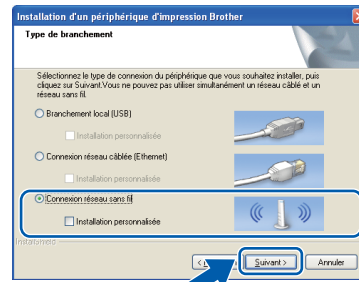 Installation d'un périphérique d'impression Brother
Type de branchement
Sélectionnez le type de connexion du périphérique que vous souhaitez installer, puis
cliquez sur Suivant.Vous ne pouvez pas utiliser simultanément un réseau câblé et un
réseau sans fil.
Branchement local (USB)
Installation personnalisée
Connexion réseau câblée (Ethernet)
Installation personnalisée
Connexion réseau sans fil
Installation personnalisée
InstallShield
Suivant >
Annuler